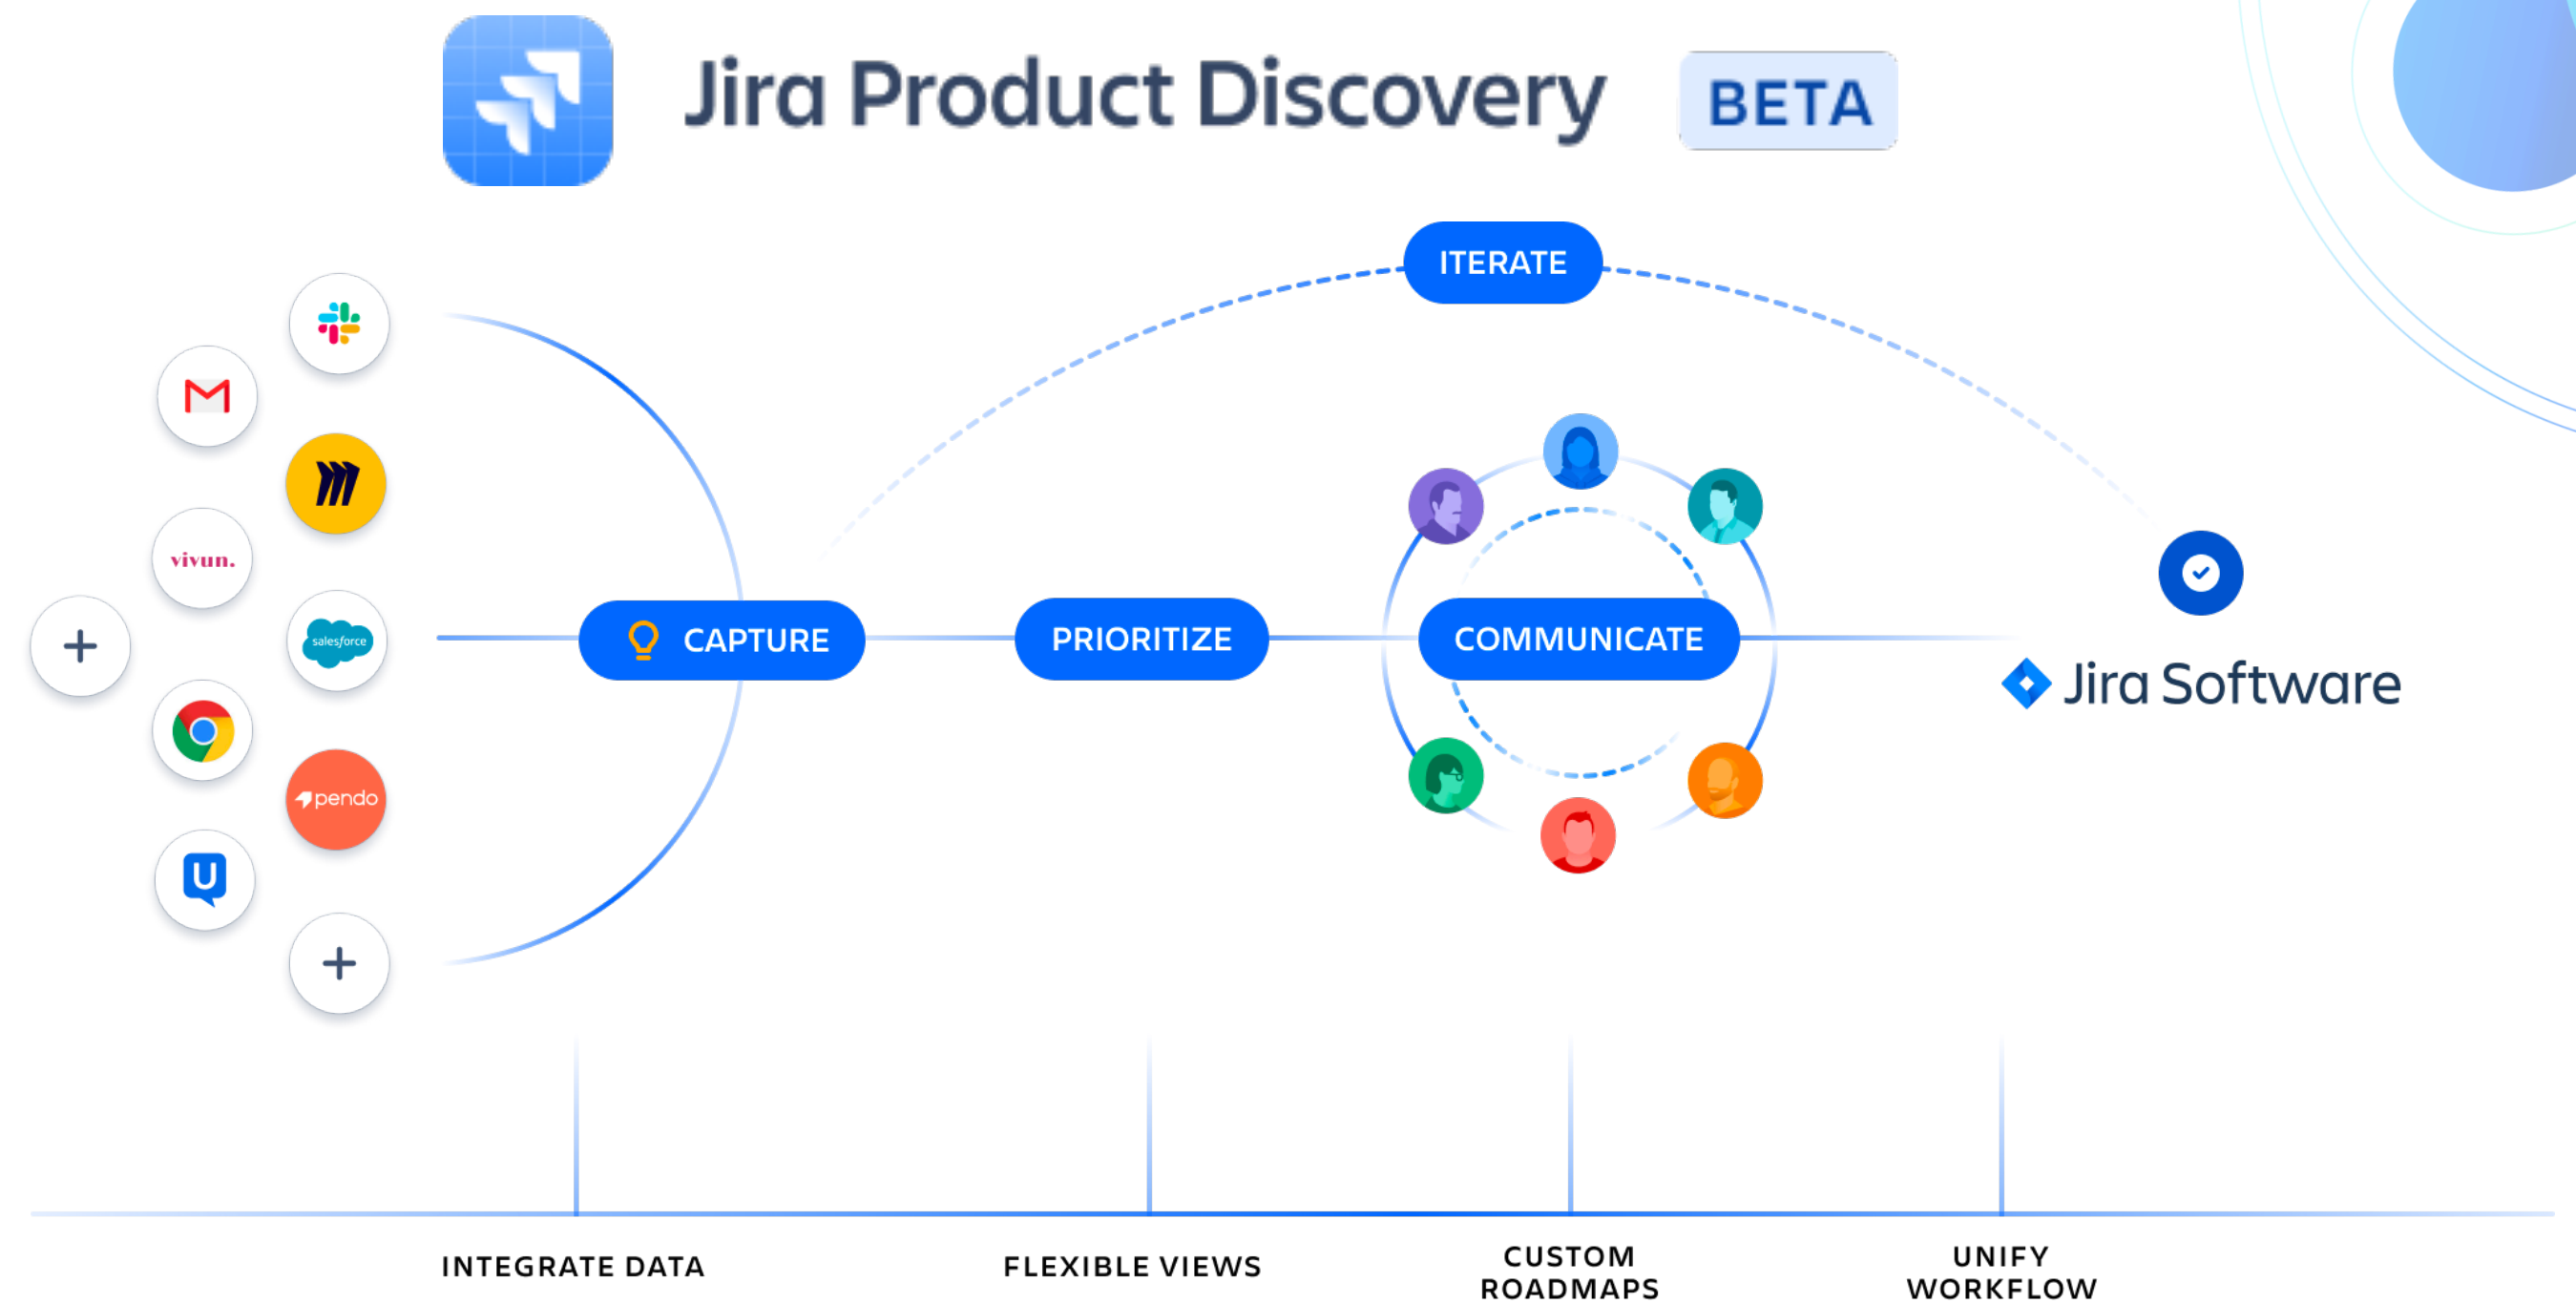 Jira Product Discovery BETA
ITERATE
vivun.
salesforce
pendo
U
CAPTURE
PRIORITIZE
COMMUNICATE
Jira Software
INTEGRATE DATA
FLEXIBLE VIEWS
CUSTOM
ROADMAPS
UNIFY
WORKFLOW